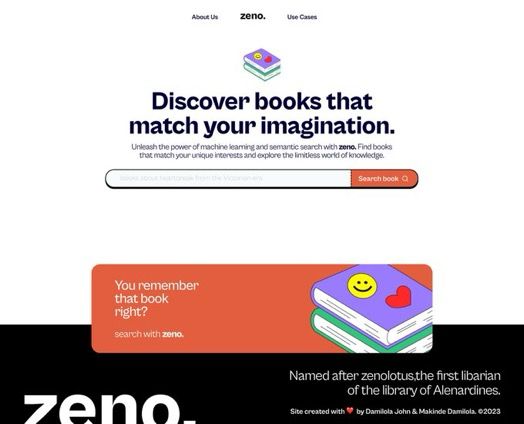 About Us
zeno.
Use Cases
Discover books that
match your imagination.
Unleash the power of machine learning and semantic search with zeno. Find books
that match your unique interests and explore the limitless world of knowledge.
books about heartbreak from the Victorian era
Search book
You remember
that book
right?
search with zeno.
Named after zenolotus,the first libarian
of the library of Alenardines.
zeno.
Site created with ❤️ by Damilola John & Makinde Damilola. ©2023